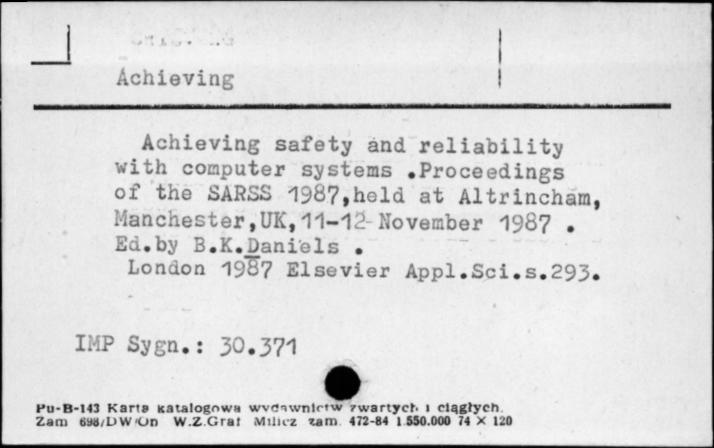 Achieving
Achieving safety and reliability
with computer systems .Proceedings
of the SARSS 1987,held at Altrincham,
Manchester,UK,11-12 November 1987 .
Ed.by B.K.Daniels .
London 1987 Elsevier Appl.Sci.s.293.
IMP Sygn.: 30.371
Pu-B-143 Karta katalogowa wydawnictw zwartych i ciągłych.
Zam 698/DW/On W.Z.Graf Milicz zam. 472-84 1.550.000 74 × 120